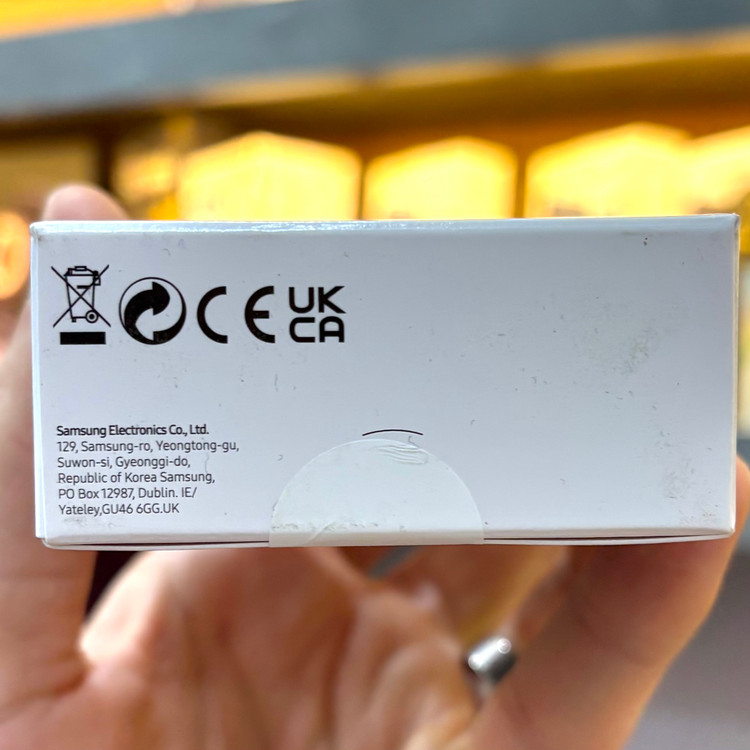 CE UK
CA
Samsung Electronics Co., Ltd.
129, Samsung-ro, Yeongtong-gu,
Suwon-si, Gyeonggi-do,
Republic of Korea Samsung,
PO Box 12987, Dublin. IE/
Yateley,GU46 6GG.UK